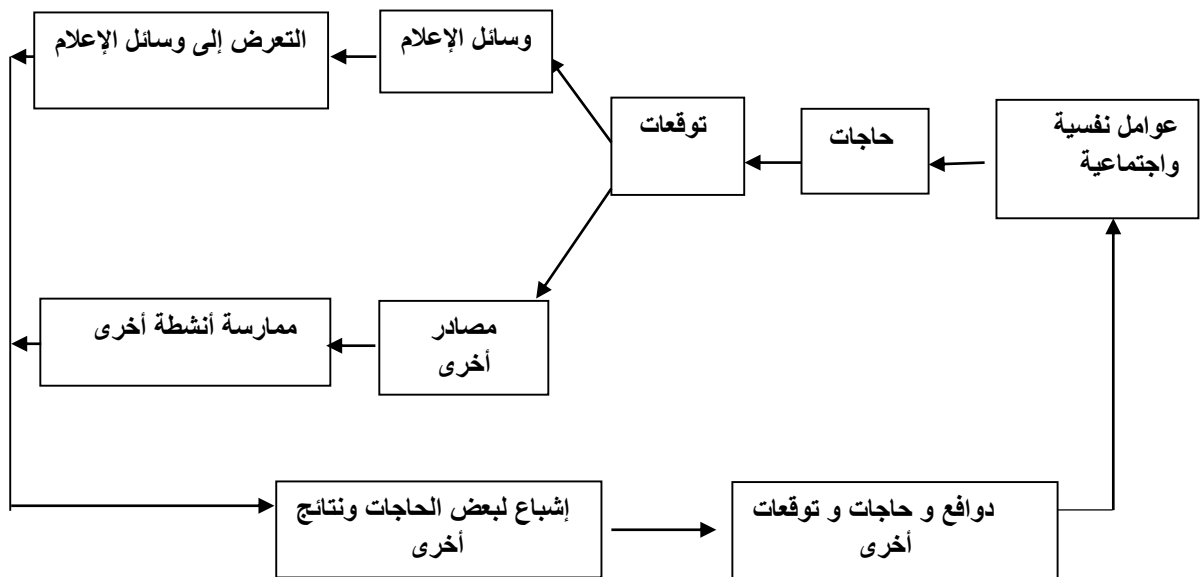 التعرض إلى وسائل الإعلام
وسائل الإعلام
توقعات
حاجات
عوامل نفسية
واجتماعية
ممارسة أنشطة أخرى
مصادر
أخرى
إشباع لبعض الحاجات ونتائج
أخرى
دوافع و حاجات و توقعات
أخرى